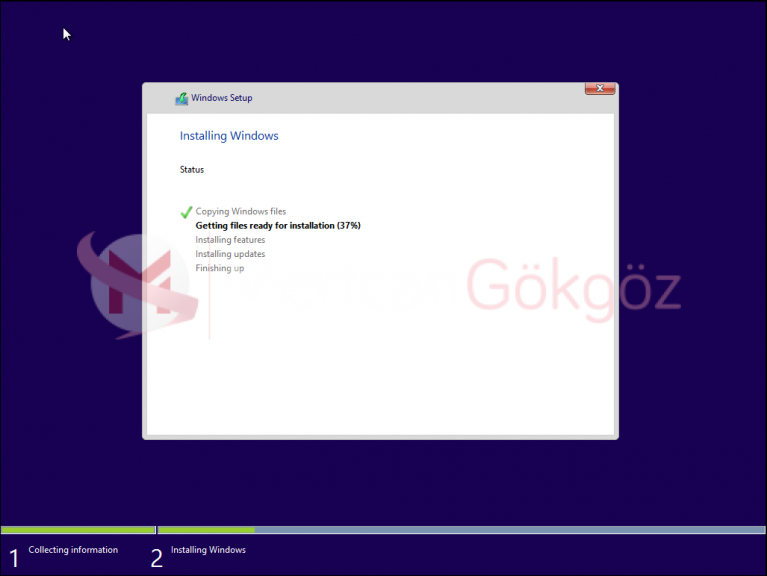 Windows Setup
Installing Windows
Status
Copying Windows files
Getting files ready for installation (37%)
Installing features
Installing updates
Finishing up
Gökgöz
1 Collecting information
2 Installing Windows